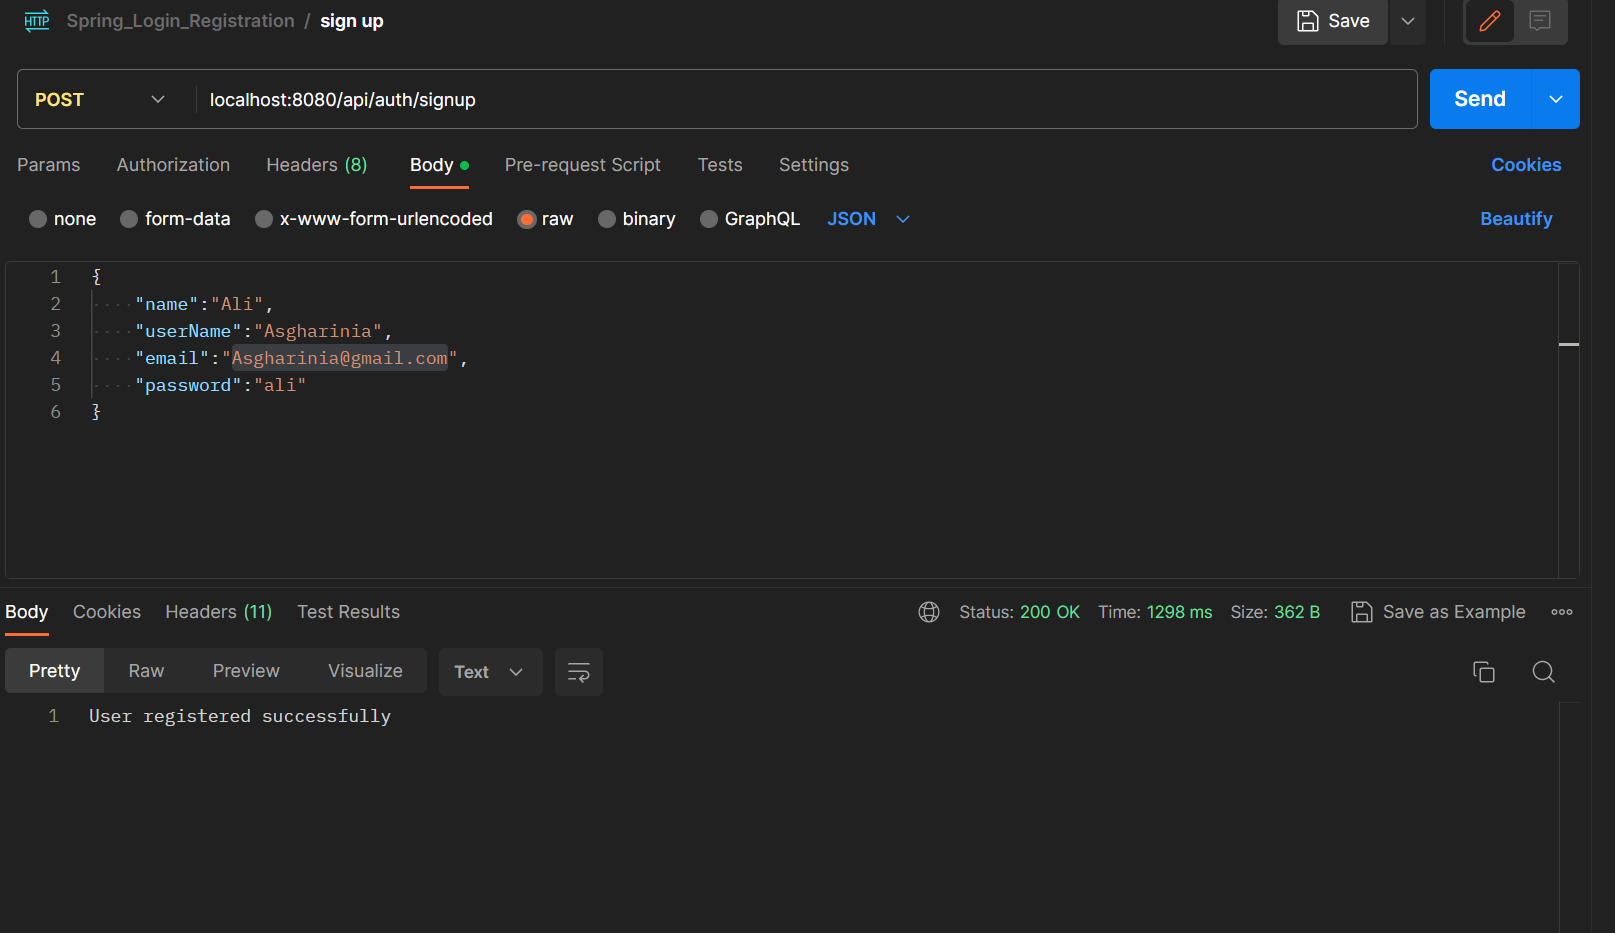 HTTP Spring_Login_Registration / sign up Save
POST localhost:8080/api/auth/signup Send
Params Authorization Headers (8) Body Pre-request Script Tests Settings Cookies
none form-data x-www-form-urlencoded raw binary GraphQL JSON Beautify
1 {
2 "name":"Ali",
3 "userName":"Asgharinia",
4 "email":"Asgharinia@gmail.com",
5 "password":"ali"
6 }
Body Cookies Headers (11) Test Results Status: 200 OK Time: 1298 ms Size: 362 B Save as Example
Pretty Raw Preview Visualize Text
1 User registered successfully